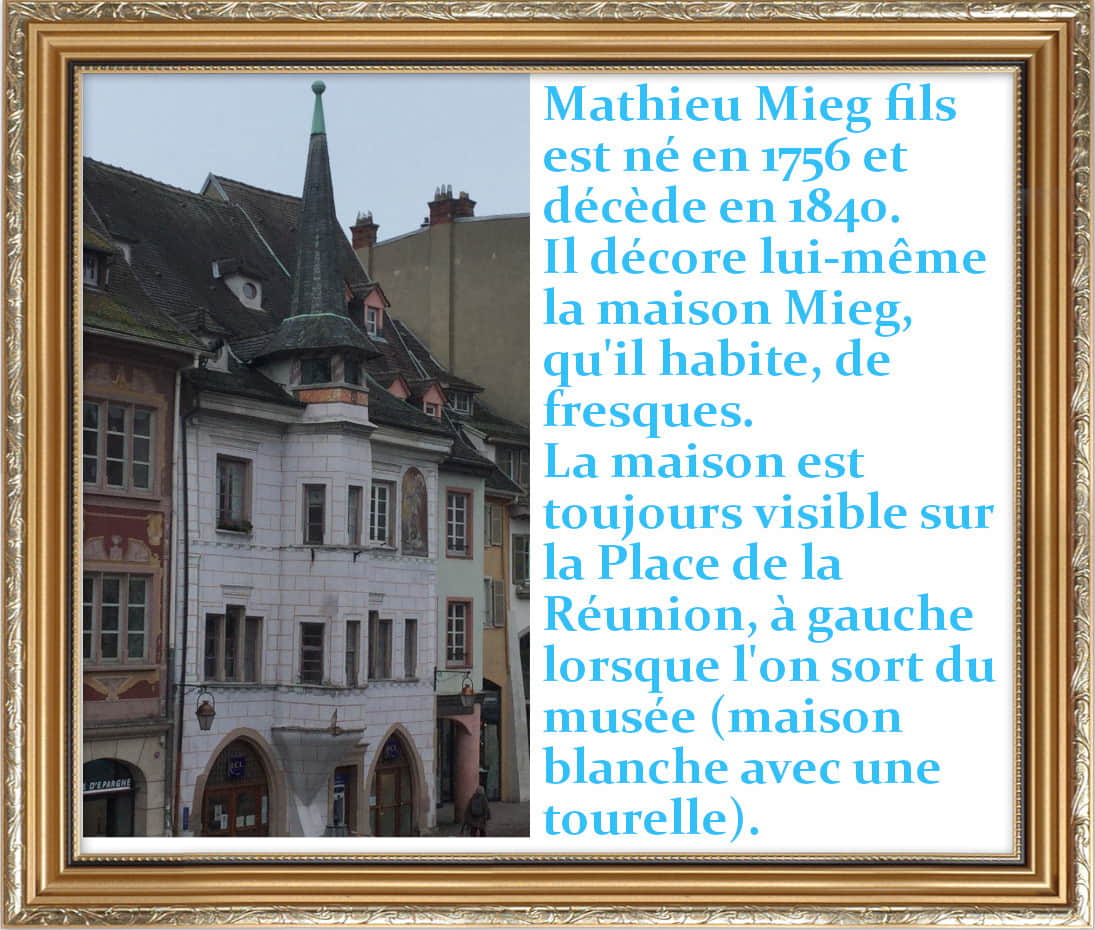 Mathieu Mieg fils
est né en 1756 et
décède en 1840.
Il décore lui-même
la maison Mieg,
qu'il habite, de
fresques.
La maison est
toujours visible sur
la Place de la
Réunion, à gauche
lorsque l'on sort du
musée (maison
blanche avec une
tourelle).
D'EPARGNE
LCL